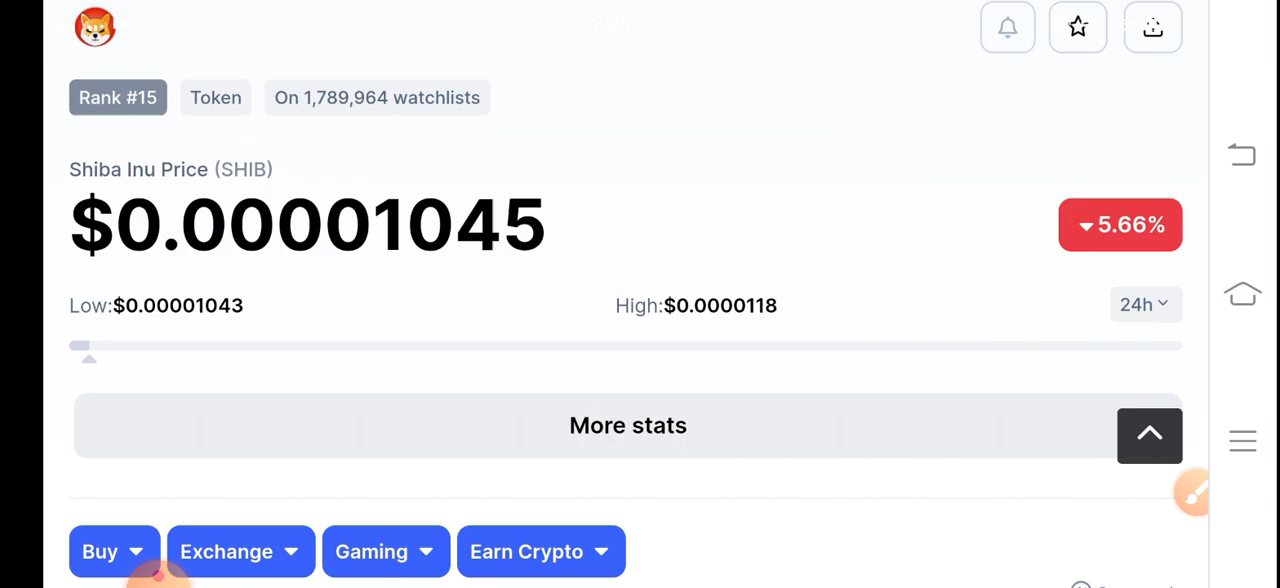 Rank #15 Token On 1,789,964 watchlists
Shiba Inu Price (SHIB)
$0.00001045 5.66%
Low:$0.00001043 High:$0.0000118 24h
More stats
Buy Exchange Gaming Earn Crypto